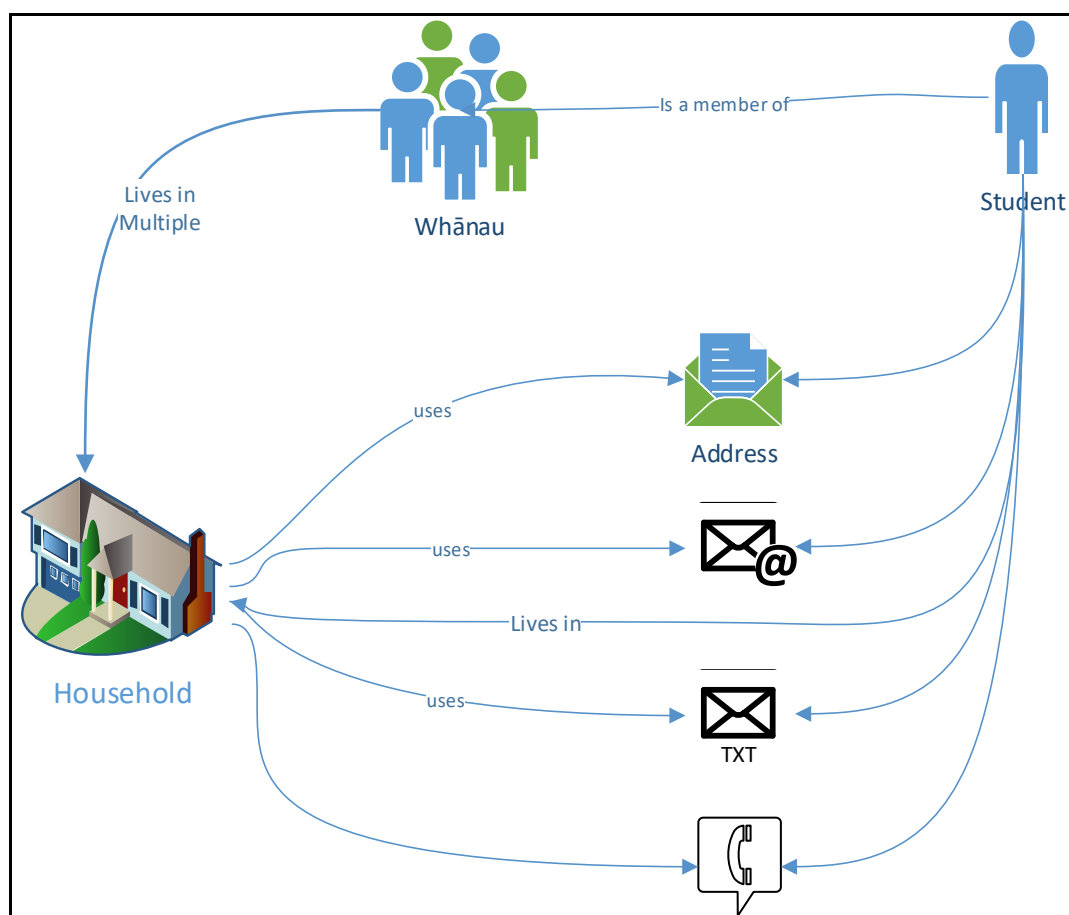 Is a member of
Lives in
Multiple
Whānau
Student
uses
Address
uses
@
Lives in
Household
uses
TXT